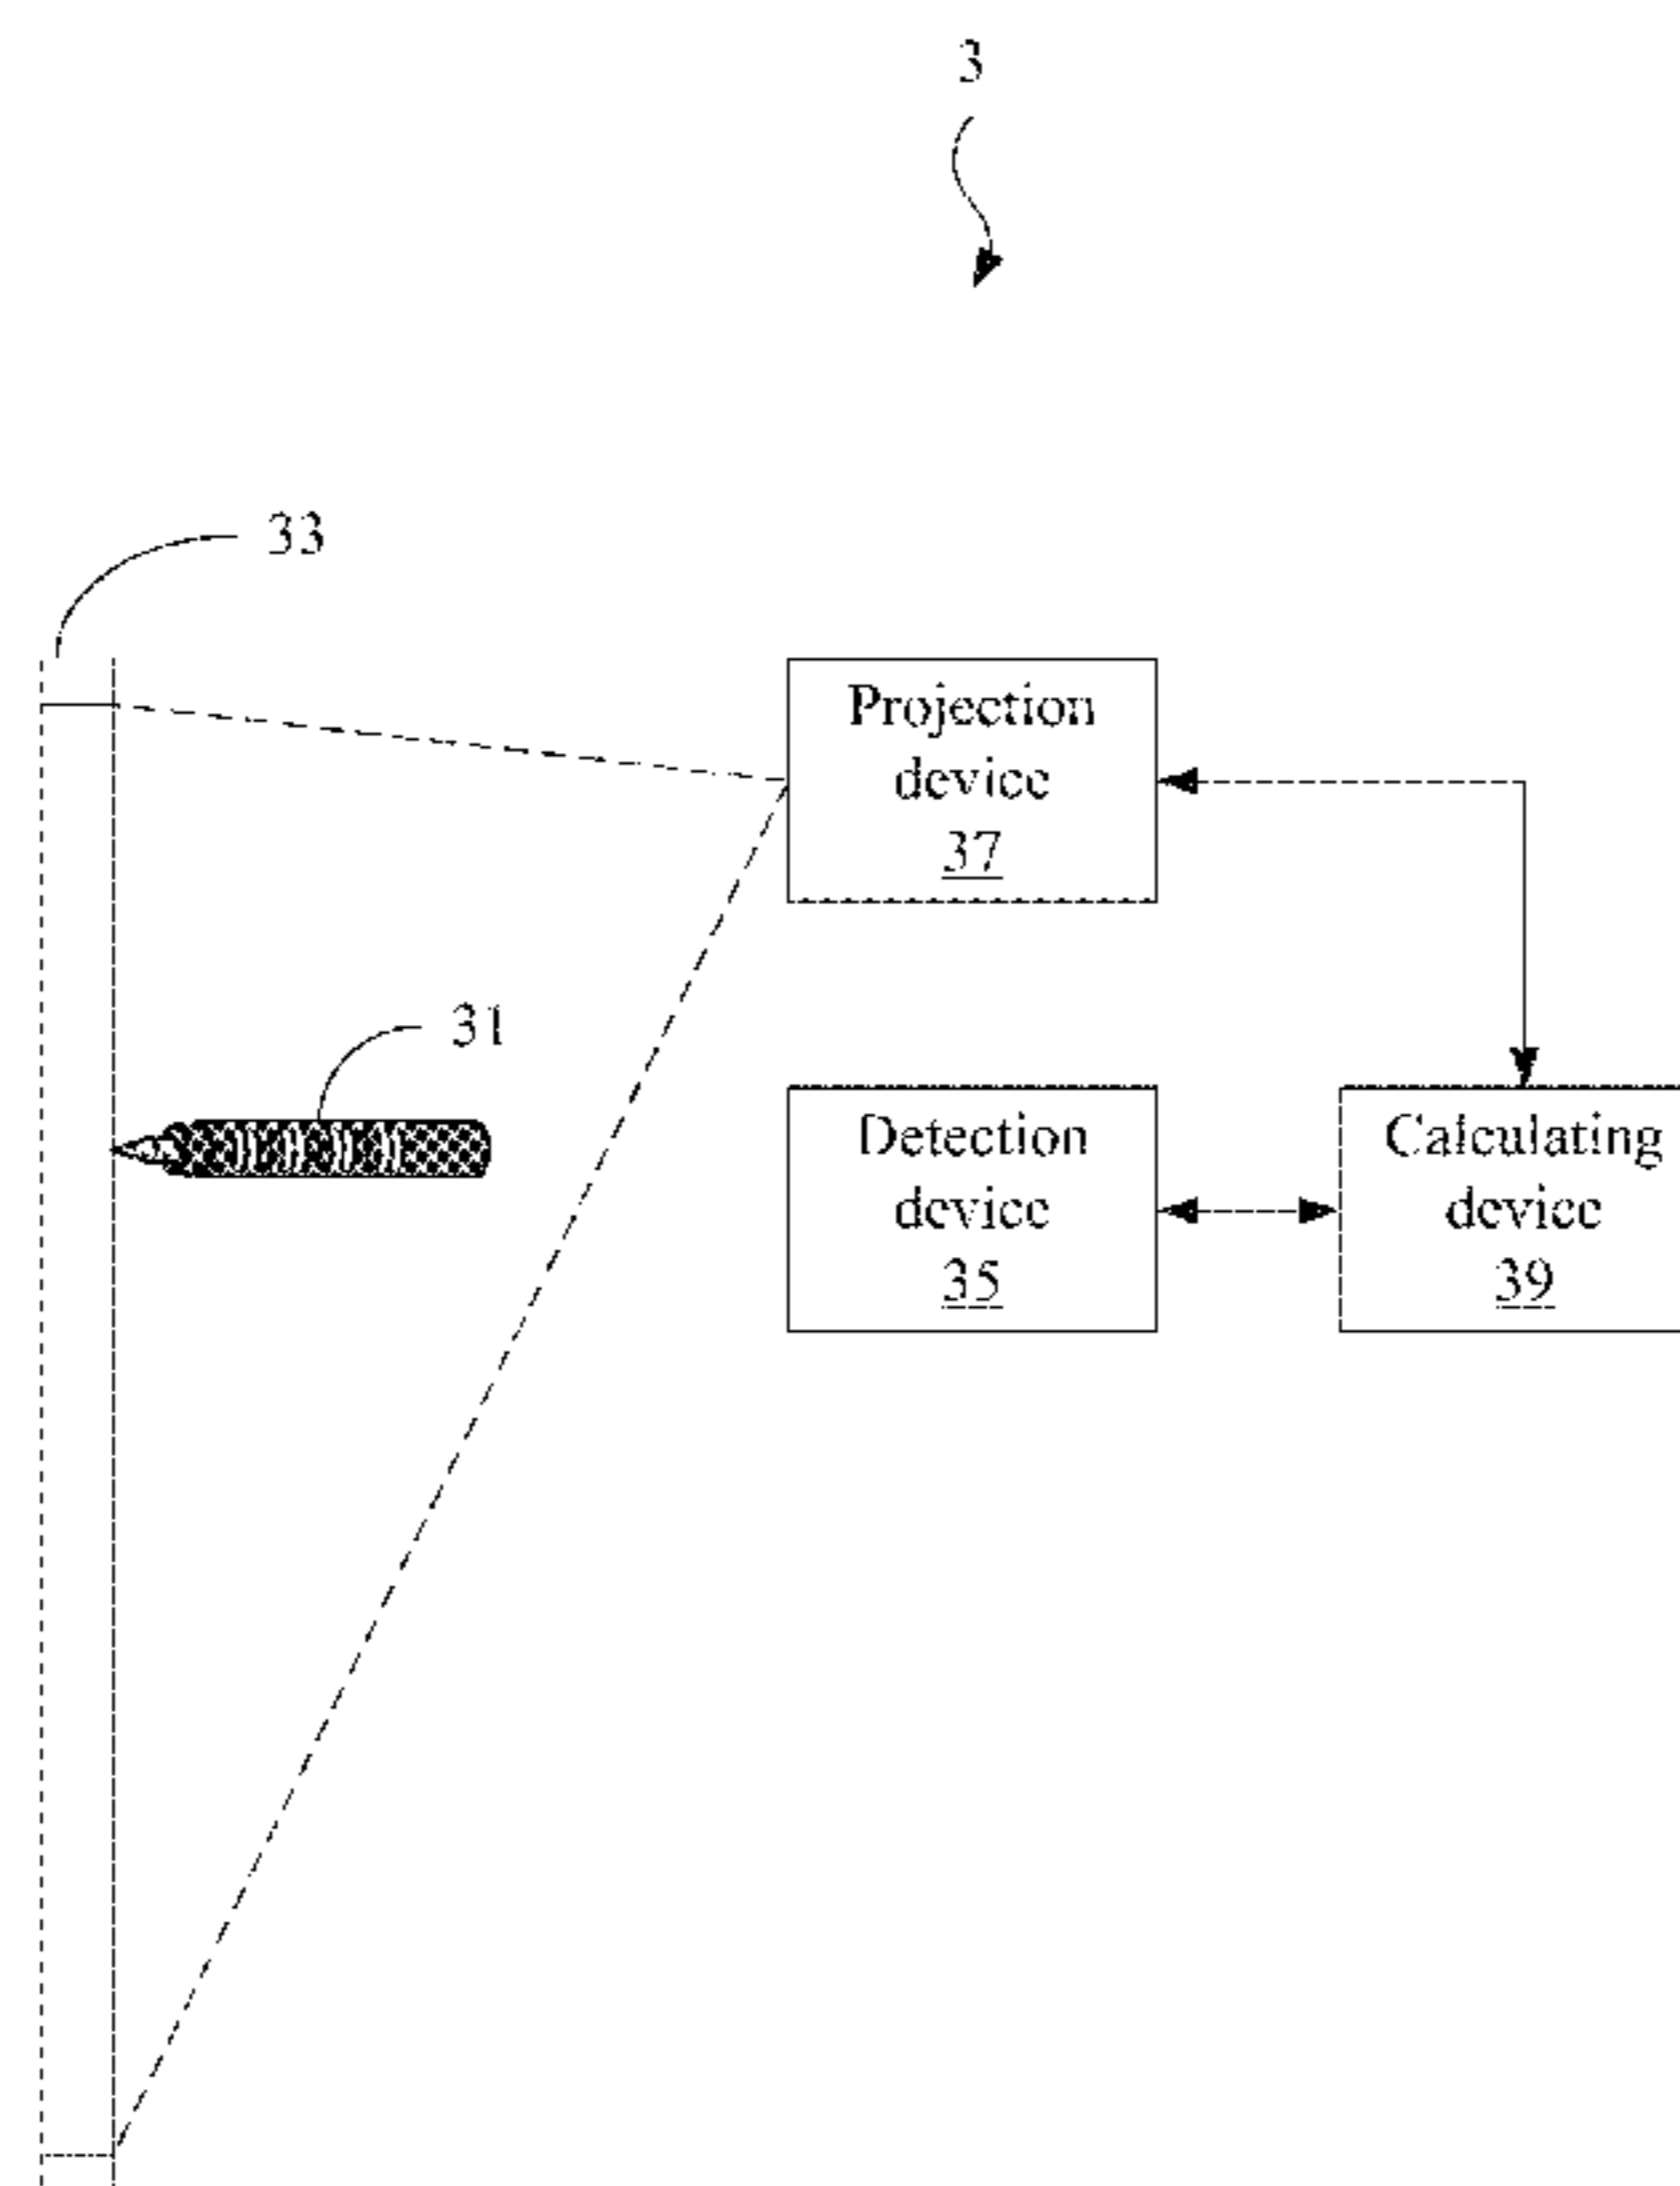 3
33
Projection
device
37
31
Detection
device
35
Calculating
device
39